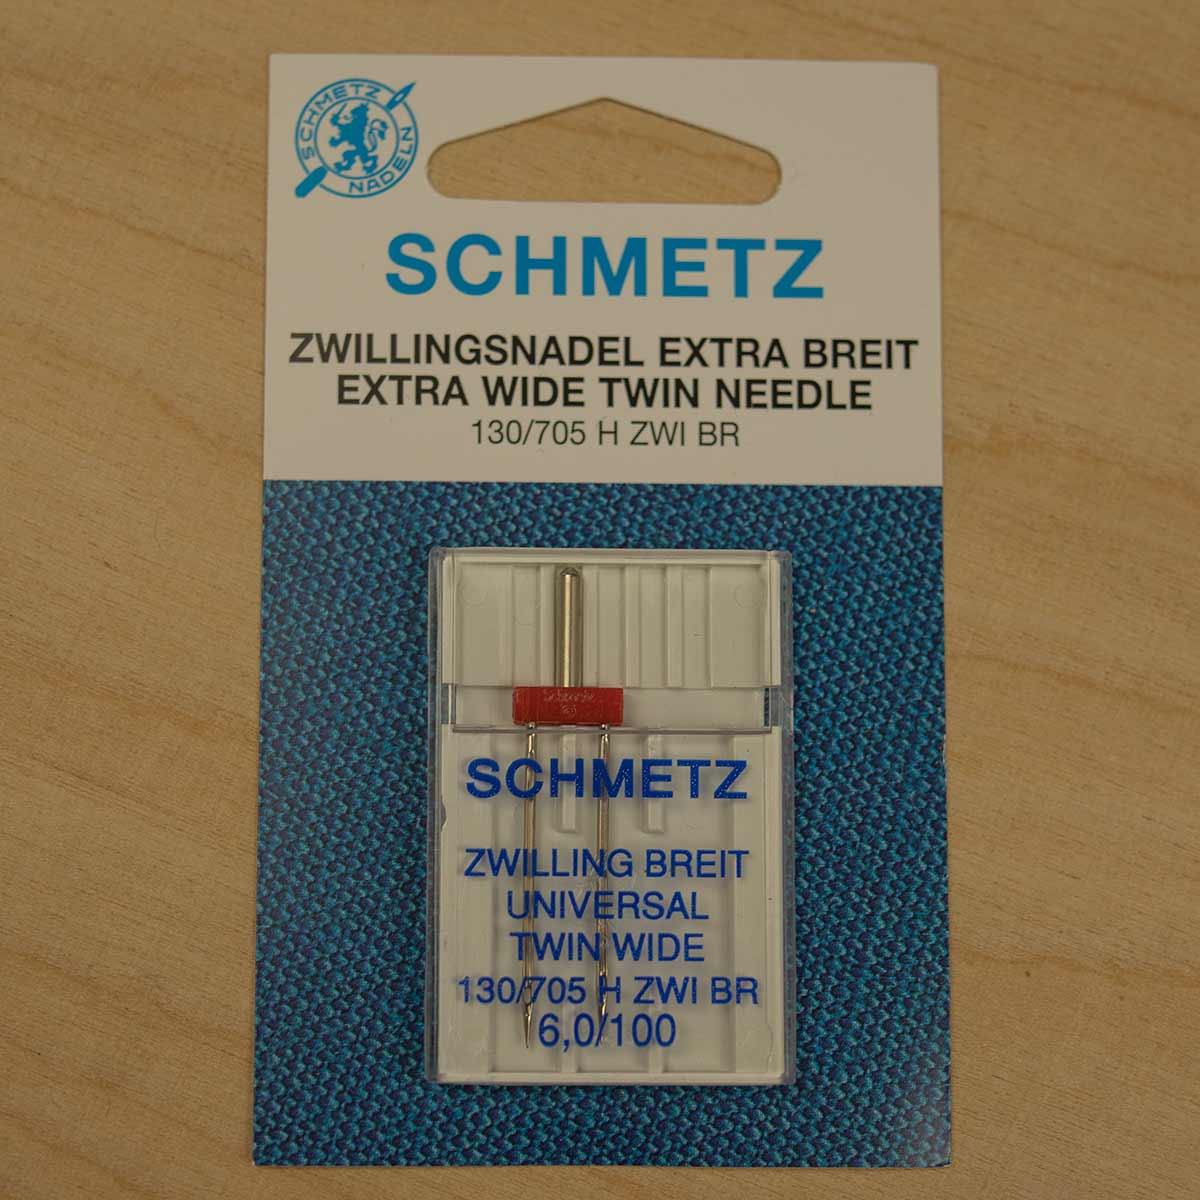 SCHMETZ NADELN
SCHMETZ
ZWILLINGSNADEL EXTRA BREIT
EXTRA WIDE TWIN NEEDLE
130/705 H ZWI BR
Schmetz
SCHMETZ
ZWILLING BREIT
UNIVERSAL
TWIN WIDE
130/705 H ZWI BR
6,0/100